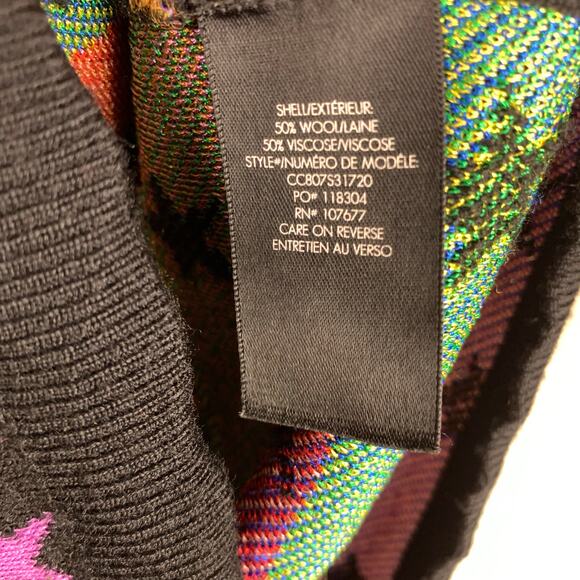 SHELL/EXTÉRIEUR:
50% WOOL/LAINE
50% VISCOSE/VISCOSE
STYLE#/NUMÉRO DE MODÈLE:
CC807S31720
PO# 118304
RN# 107677
CARE ON REVERSE
ENTRETIEN AU VERSO